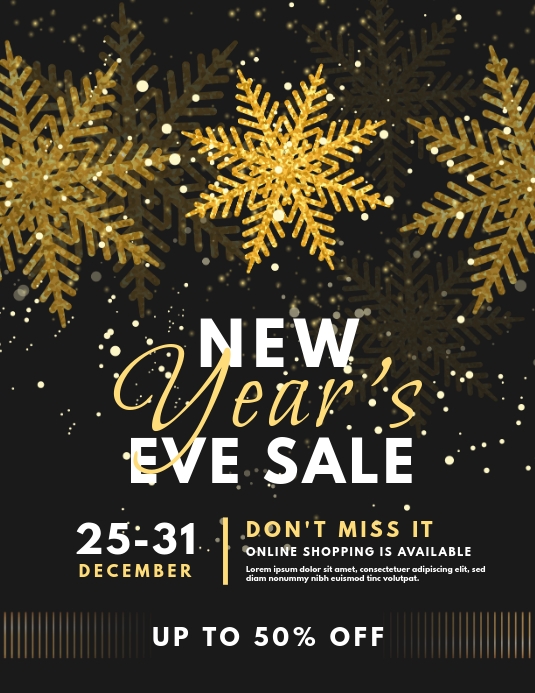 NEW
Year's
EVE SALE
25-31
DECEMBER
DON'T MISS IT
ONLINE SHOPPING IS AVAILABLE
Lorem ipsum dolor sit amet, consectetuer adipiscing elit, sed
diam nonummy nibh euismod tinc volutpat.
UP TO 50% OFF